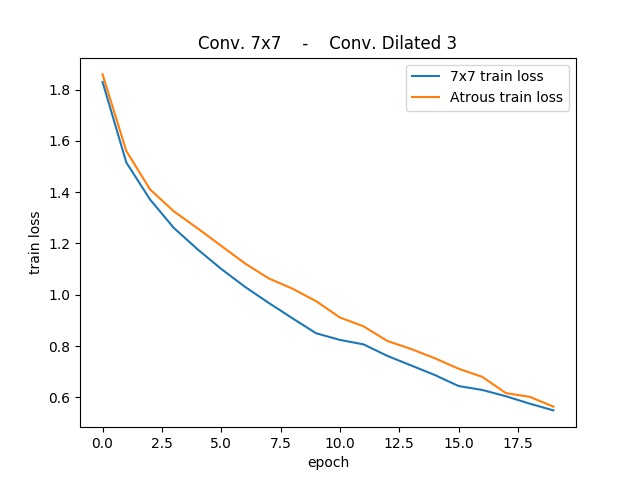 Conv. 7x7    -    Conv. Dilated 3
7x7 train loss
Atrous train loss
train loss
1.8
1.6
1.4
1.2
1.0
0.8
0.6
0.0 2.5 5.0 7.5 10.0 12.5 15.0 17.5
epoch